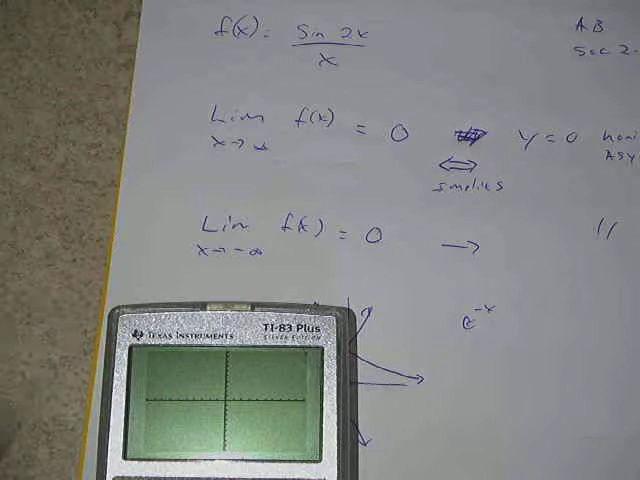 f(x) = sin 2x / x
AB
Sec 2.
Lim x→∞ f(x) = 0 ⟺ y = 0 hori
implies
Asy
Lim x→-∞ f(x) = 0 → //
e^-x
TEXAS INSTRUMENTS TI-83 Plus
SILVER EDITION